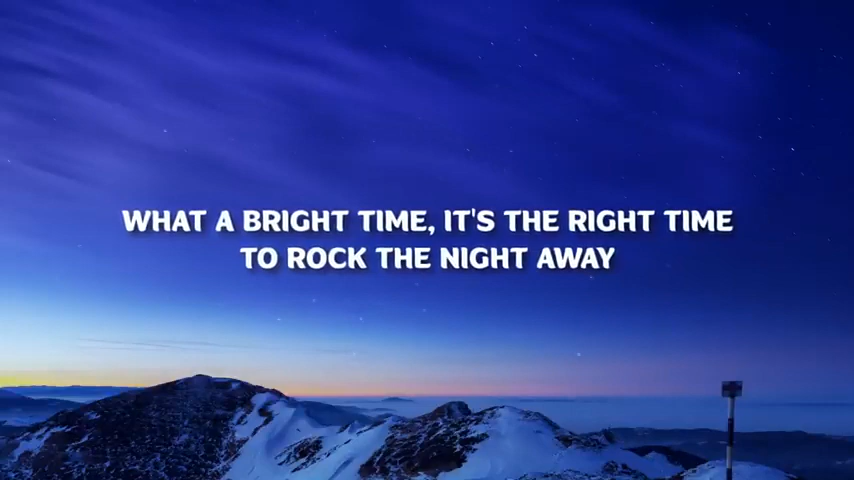 WHAT A BRIGHT TIME, IT'S THE RIGHT TIME
TO ROCK THE NIGHT AWAY